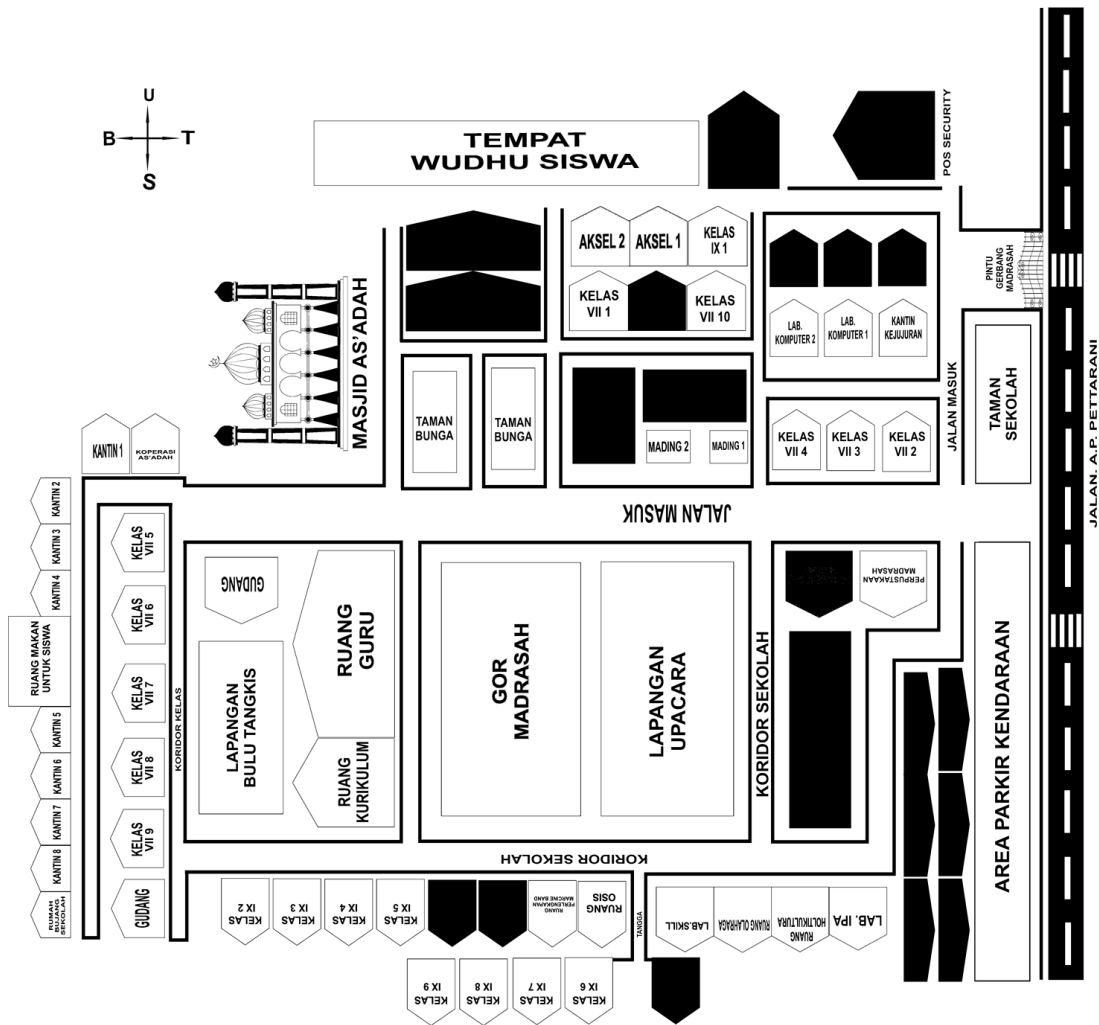 U
B T
S
TEMPAT
WUDHU SISWA
POS SECURITY
PINTU
GERBANG
MADRASAH
JALAN. A.P. PETTARANI
MASJID AS'ADAH
AKSEL 2
AKSEL 1
KELAS
IX 1
KELAS
VII 1
KELAS
VII 10
LAB.
KOMPUTER 2
LAB.
KOMPUTER 1
KANTIN
KEJUJURAN
TAMAN
BUNGA
TAMAN
BUNGA
MADING 2
MADING 1
KELAS
VII 4
KELAS
VII 3
KELAS
VII 2
JALAN MASUK
TAMAN
SEKOLAH
KANTIN 1
KOPERASI
AS'ADAH
JALAN MASUK
KANTIN 2
KANTIN 3
KANTIN 4
RUANG MAKAN
UNTUK SISWA
KANTIN 5
KANTIN 6
KANTIN 7
KANTIN 8
RUMAH
BUJANG
SEKOLAH
KELAS
VII 5
KELAS
VII 6
KELAS
VII 7
KELAS
VII 8
KELAS
VII 9
GUDANG
KORIDOR KELAS
GUDANG
RUANG
GURU
LAPANGAN
BULU TANGKIS
RUANG
KURIKULUM
GOR
MADRASAH
LAPANGAN
UPACARA
KORIDOR SEKOLAH
PERPUSTAKAAN
MADRASAH
AREA PARKIR KENDARAAN
KORIDOR SEKOLAH
KELAS
IX 2
KELAS
IX 3
KELAS
IX 4
KELAS
IX 5
RUANG
PERLENGKAPAN
MARCINE BAND
RUANG
OSIS
TANGGA
LAB.SKILL
RUANG OLAHRAGA
RUANG
HOLTIKULTURA
LAB. IPA
KELAS
IX 9
KELAS
IX 8
KELAS
IX 7
KELAS
IX 6